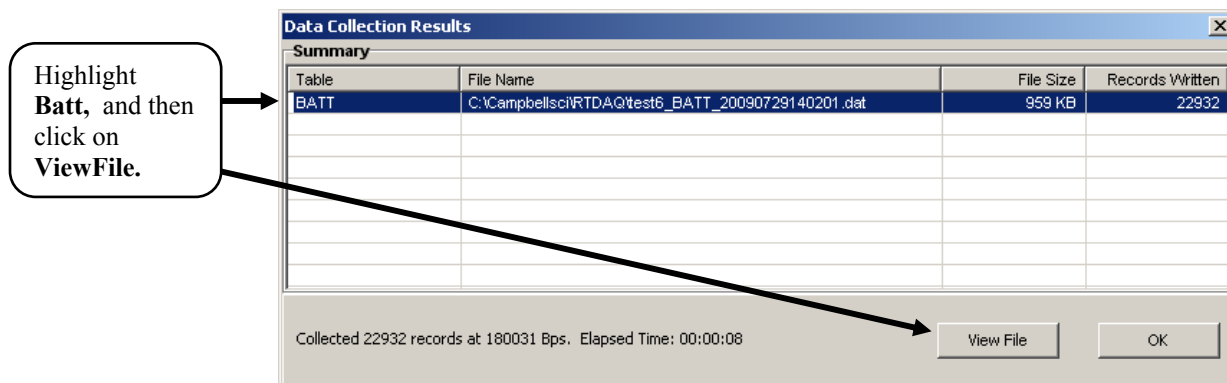 Data Collection Results
Summary
Highlight
Batt, and then
click on
ViewFile.
Table File Name File Size Records Written
BATT C:\Campbellsci\RTDAQ\test6_BATT_20090729140201.dat 959 KB 22932
Collected 22932 records at 180031 Bps. Elapsed Time: 00:00:08
View File
OK